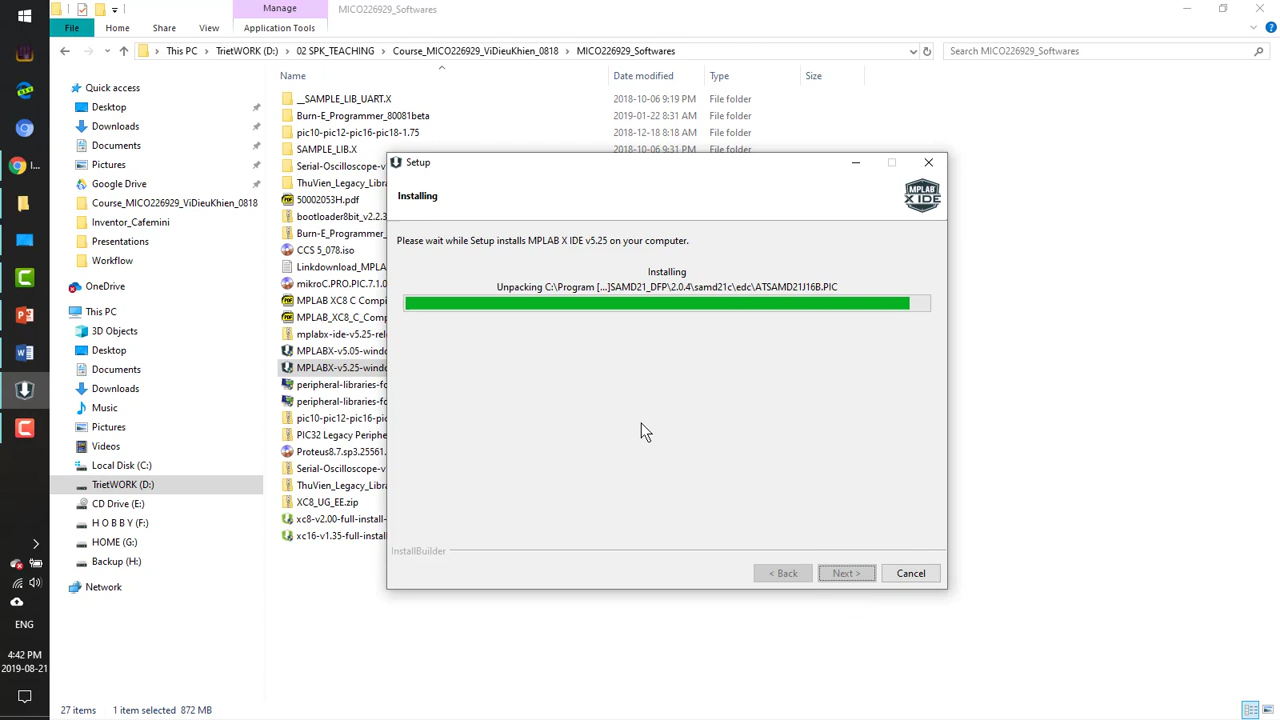 Manage
MICO226929_Softwares
File
Home
Share
View
Application Tools
This PC
TrietWORK (D:)
02 SPK_TEACHING
Course_MICO226929_ViDieuKhien_0818
MICO226929_Softwares
Search MICO226929_Softwares
Name
Date modified
Type
Size
Quick access
Desktop
Downloads
Documents
Pictures
Google Drive
Course_MICO226929_ViDieuKhien_0818
Inventor_Cafemini
Presentations
Workflow
OneDrive
This PC
3D Objects
Desktop
Documents
Downloads
Music
Pictures
Videos
Local Disk (C:)
TrietWORK (D:)
CD Drive (E:)
H O B B Y (F:)
HOME (G:)
Backup (H:)
Network
__SAMPLE_LIB_UART.X 2018-10-06 9:19 PM File folder
Burn-E_Programmer_80081beta 2019-01-22 8:31 AM File folder
pic10-pic12-pic16-pic18-1.75 2018-12-18 8:18 AM File folder
SAMPLE_LIB.X 2018-10-06 9:31 PM File folder
Serial-Oscilloscope-v
ThuVien_Legacy_Libra
50002053H.pdf
bootloader8bit_v2.2.3
Burn-E_Programmer_8
CCS 5_078.iso
Linkdownload_MPLA
mikroC.PRO.PIC.7.1.0
MPLAB XC8 C Compi
MPLAB_XC8_C_Comp
mplabx-ide-v5.25-rel
MPLABX-v5.05-windo
MPLABX-v5.25-windo
peripheral-libraries-fo
peripheral-libraries-fo
pic10-pic12-pic16-pic
PIC32 Legacy Periphe
Proteus8.7.sp3.25561.
Serial-Oscilloscope-v
ThuVien_Legacy_Libra
XC8_UG_EE.zip
xc8-v2.00-full-install-
xc16-v1.35-full-install
Setup
Installing
MPLAB
X IDE
Please wait while Setup installs MPLAB X IDE v5.25 on your computer.
Installing
Unpacking C:\Program [...]SAMD21_DFP\2.0.4\samd21c\edc\ATSAMD21J16B.PIC
InstallBuilder
< Back
Next >
Cancel
I...
ENG
4:42 PM
2019-08-21
27 items
1 item selected 872 MB